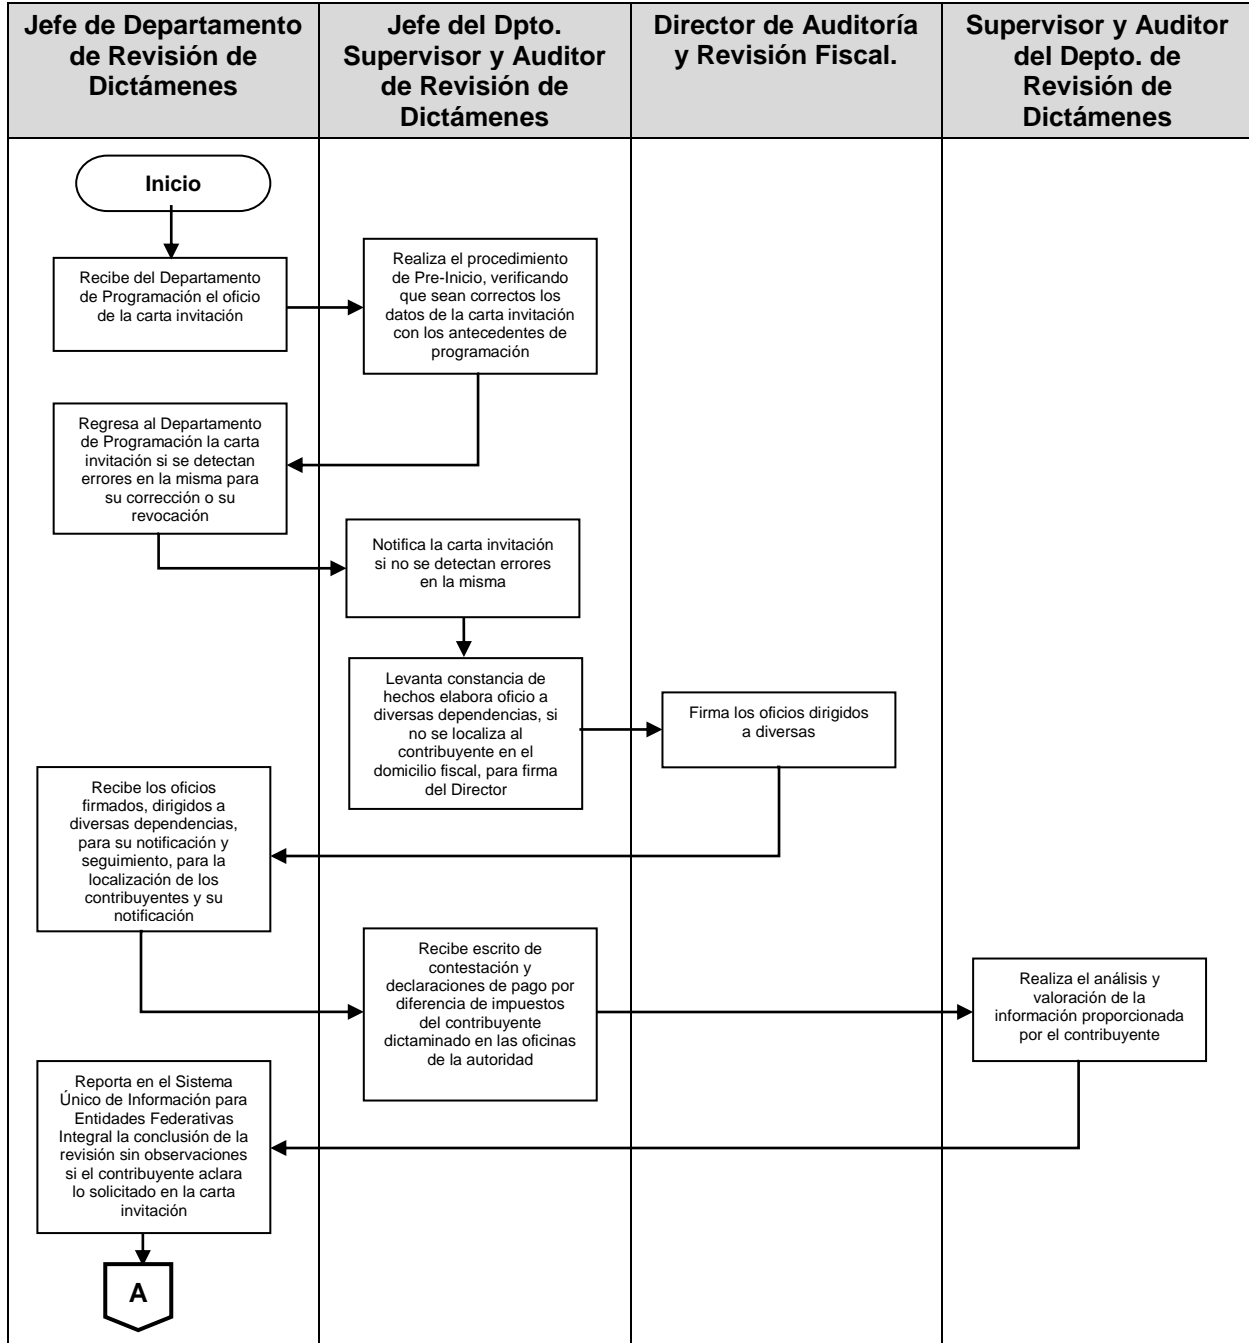 Jefe de Departamento
de Revisión de
Dictámenes
Jefe del Dpto.
Supervisor y Auditor
de Revisión de
Dictámenes
Director de Auditoría
y Revisión Fiscal.
Supervisor y Auditor
del Depto. de
Revisión de
Dictámenes
Inicio
Recibe del Departamento
de Programación el oficio
de la carta invitación
Realiza el procedimiento
de Pre-Inicio, verificando
que sean correctos los
datos de la carta invitación
con los antecedentes de
programación
Regresa al Departamento
de Programación la carta
invitación si se detectan
errores en la misma para
su corrección o su
revocación
Notifica la carta invitación
si no se detectan errores
en la misma
Levanta constancia de
hechos elabora oficio a
diversas dependencias, si
no se localiza al
contribuyente en el
domicilio fiscal, para firma
del Director
Firma los oficios dirigidos
a diversas
Recibe los oficios
firmados, dirigidos a
diversas dependencias,
para su notificación y
seguimiento, para la
localización de los
contribuyentes y su
notificación
Recibe escrito de
contestación y
declaraciones de pago por
diferencia de impuestos
del contribuyente
dictaminado en las oficinas
de la autoridad
Realiza el análisis y
valoración de la
información proporcionada
por el contribuyente
Reporta en el Sistema
Único de Información para
Entidades Federativas
Integral la conclusión de la
revisión sin observaciones
si el contribuyente aclara
lo solicitado en la carta
invitación
A